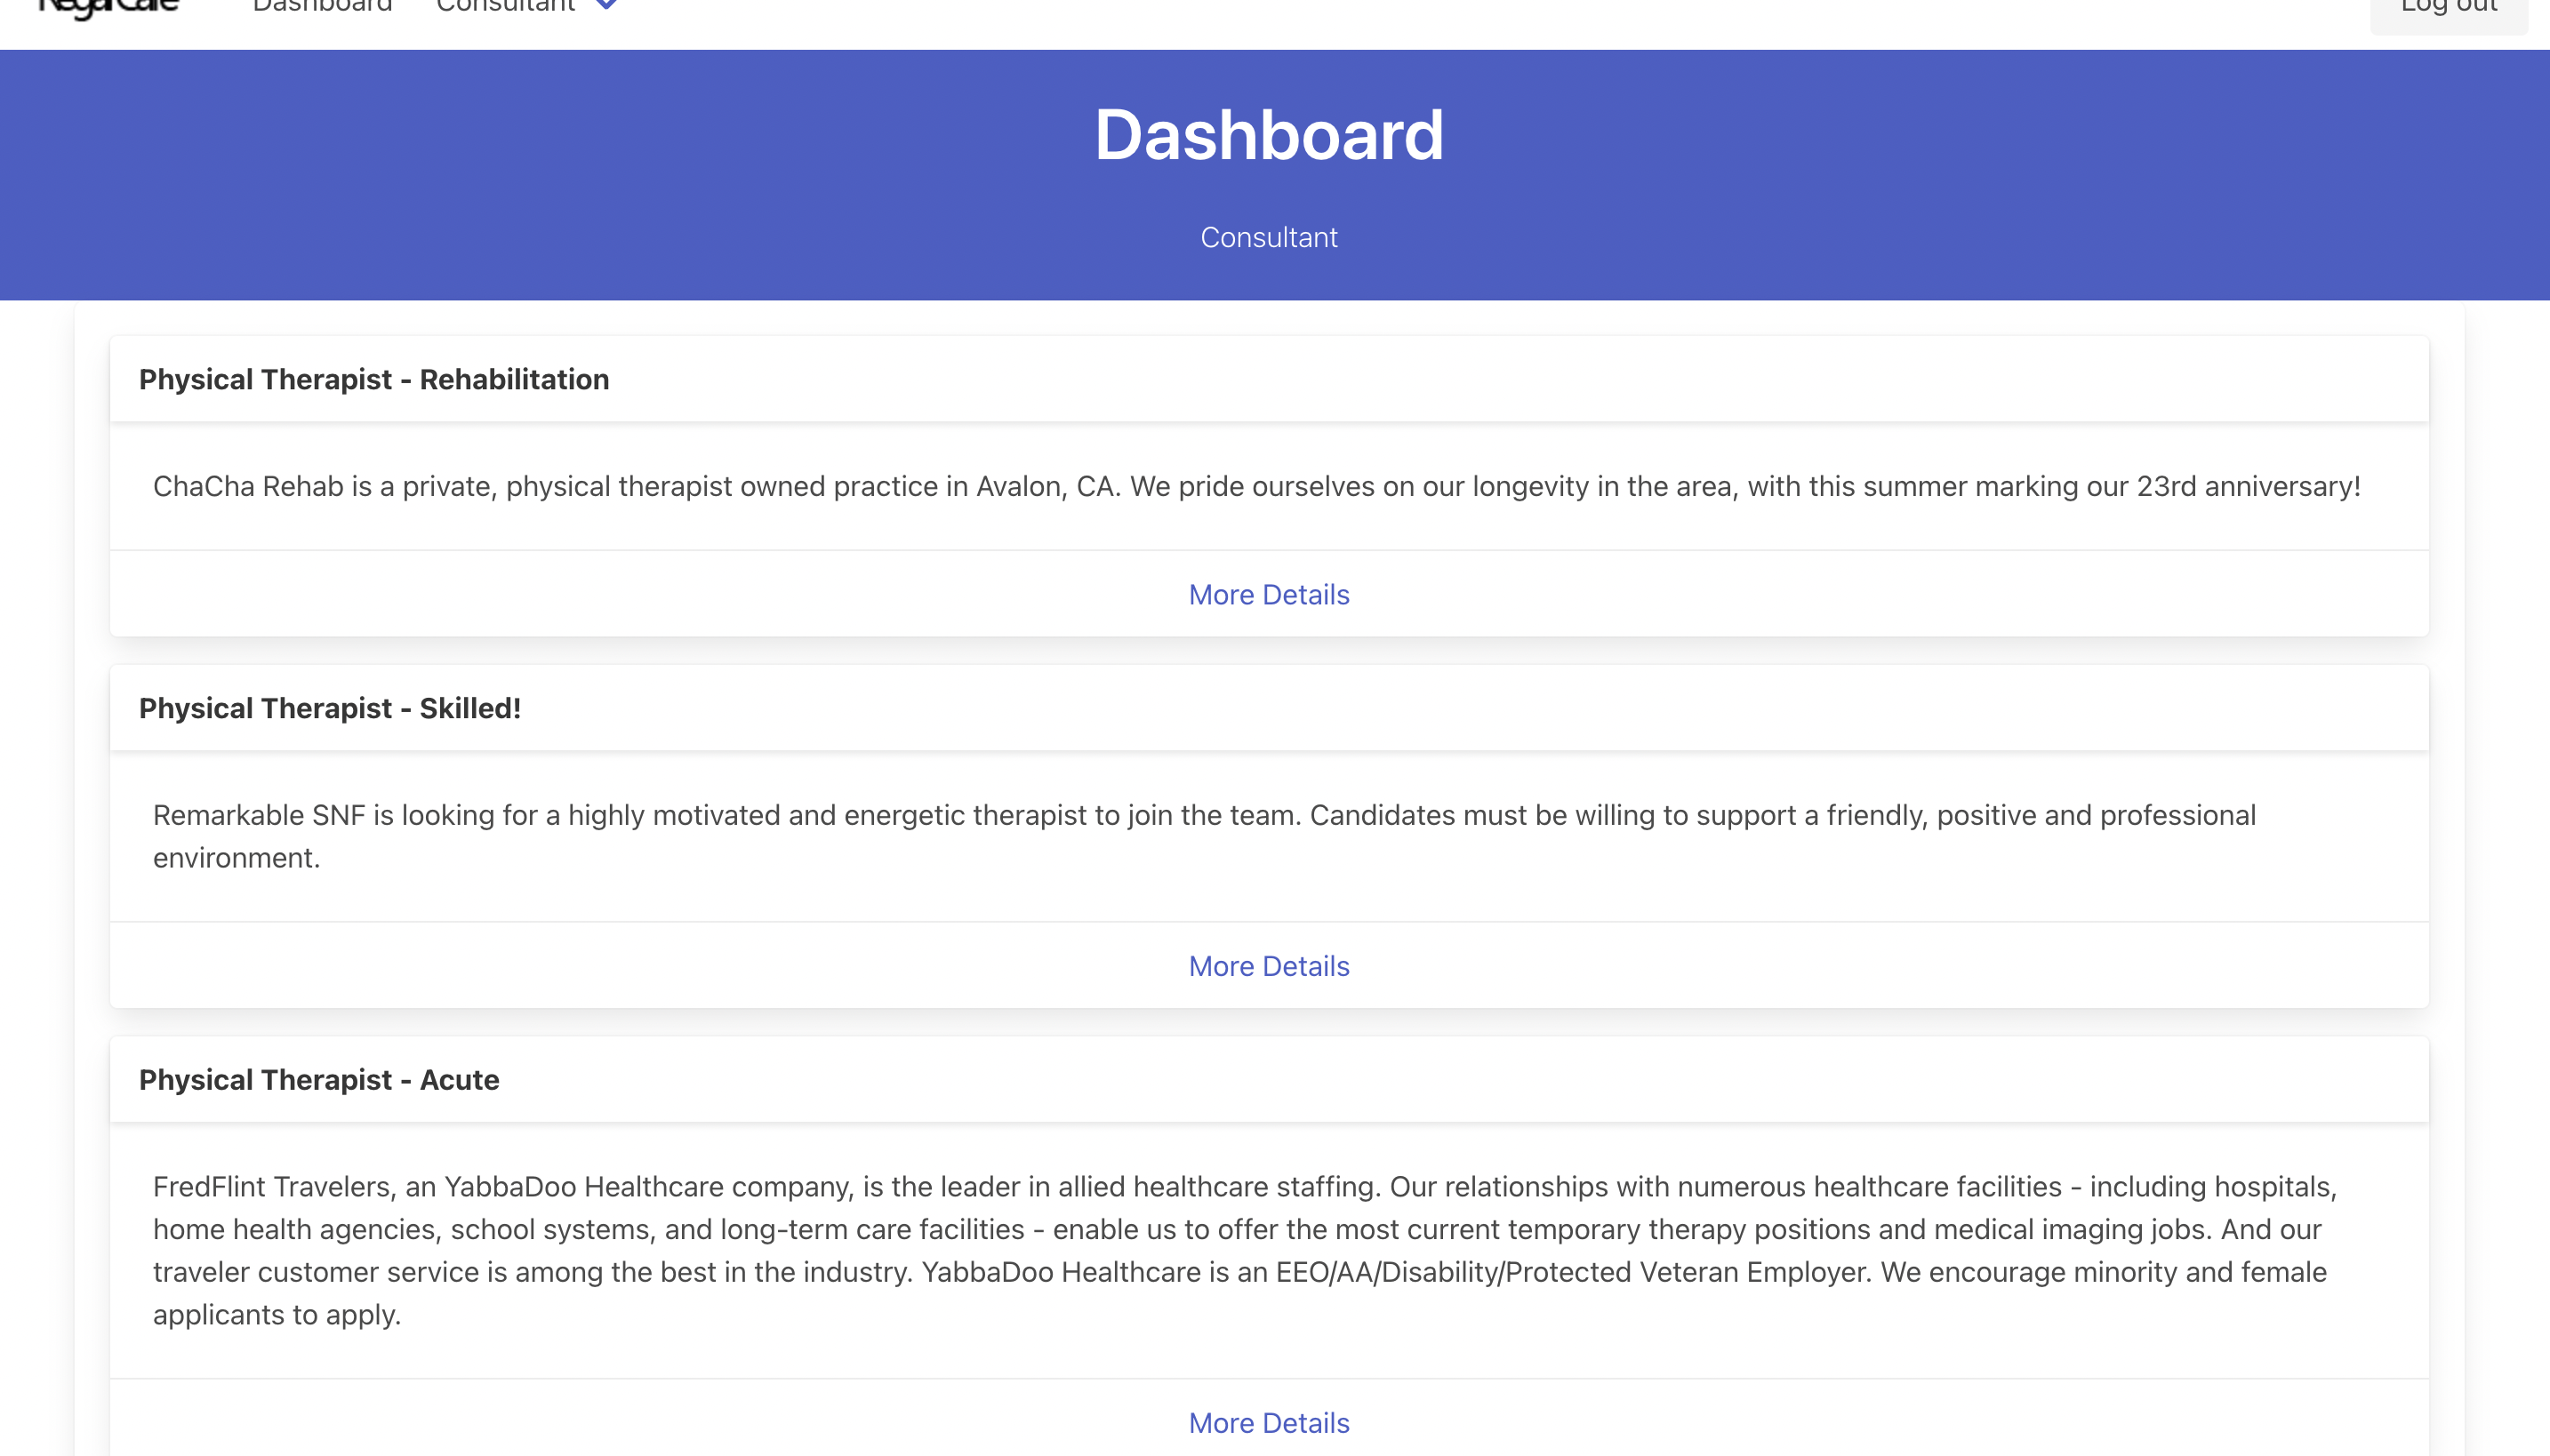 Dashboard Consultant Log out
Dashboard
Consultant
Physical Therapist - Rehabilitation
ChaCha Rehab is a private, physical therapist owned practice in Avalon, CA. We pride ourselves on our longevity in the area, with this summer marking our 23rd anniversary!
More Details
Physical Therapist - Skilled!
Remarkable SNF is looking for a highly motivated and energetic therapist to join the team. Candidates must be willing to support a friendly, positive and professional
environment.
More Details
Physical Therapist - Acute
FredFlint Travelers, an YabbaDoo Healthcare company, is the leader in allied healthcare staffing. Our relationships with numerous healthcare facilities - including hospitals,
home health agencies, school systems, and long-term care facilities - enable us to offer the most current temporary therapy positions and medical imaging jobs. And our
traveler customer service is among the best in the industry. YabbaDoo Healthcare is an EEO/AA/Disability/Protected Veteran Employer. We encourage minority and female
applicants to apply.
More Details